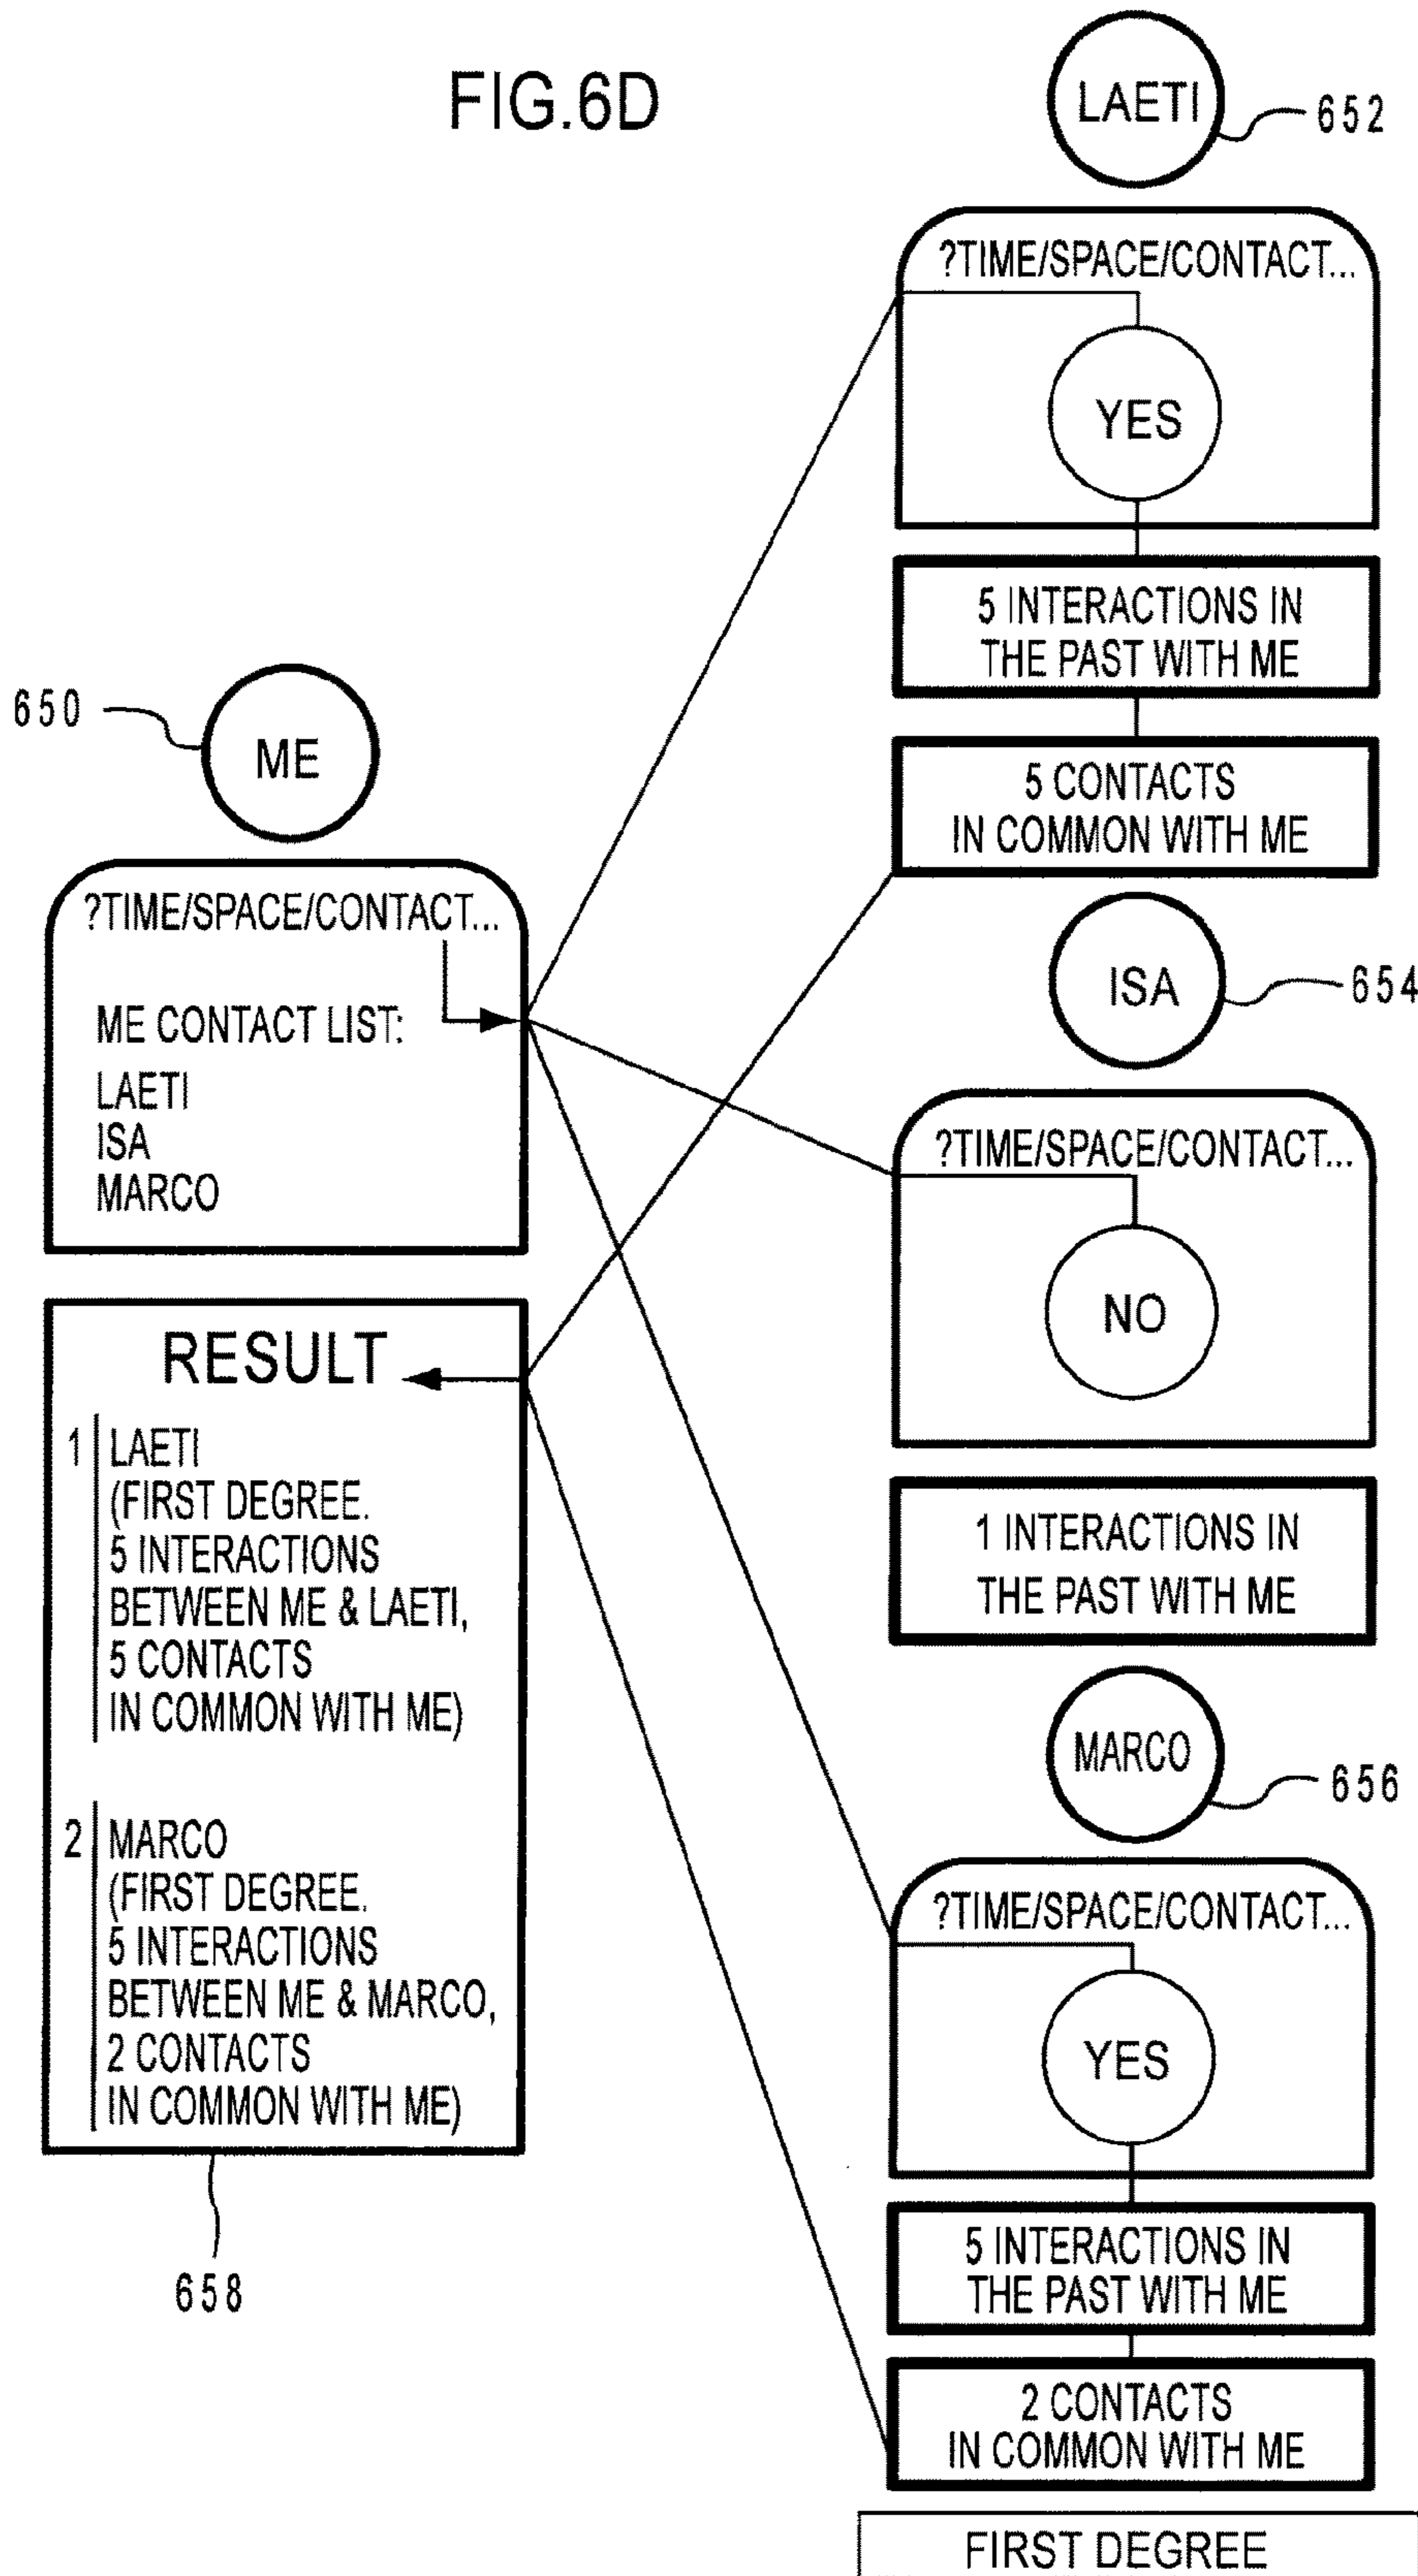 FIG.6D
LAETI
652
?TIME/SPACE/CONTACT...
YES
5 INTERACTIONS IN
THE PAST WITH ME
5 CONTACTS
IN COMMON WITH ME
650
ME
?TIME/SPACE/CONTACT...
ME CONTACT LIST:
LAETI
ISA
MARCO
RESULT
1 LAETI
(FIRST DEGREE.
5 INTERACTIONS
BETWEEN ME & LAETI,
5 CONTACTS
IN COMMON WITH ME)
2 MARCO
(FIRST DEGREE.
5 INTERACTIONS
BETWEEN ME & MARCO,
2 CONTACTS
IN COMMON WITH ME)
658
ISA
654
?TIME/SPACE/CONTACT...
NO
1 INTERACTIONS IN
THE PAST WITH ME
MARCO
656
?TIME/SPACE/CONTACT...
YES
5 INTERACTIONS IN
THE PAST WITH ME
2 CONTACTS
IN COMMON WITH ME
FIRST DEGREE